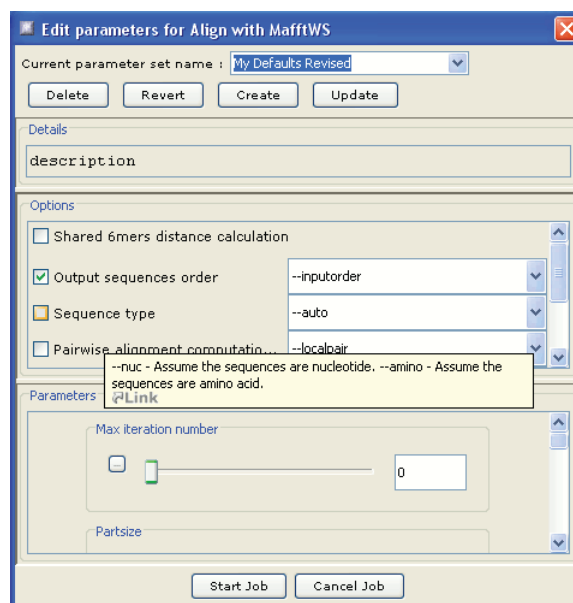 Edit parameters for Align with MafftWS
Current parameter set name : My Defaults Revised
Delete Revert Create Update
Details
description
Options
Shared 6mers distance calculation
Output sequences order --inputorder
Sequence type --auto
Pairwise alignment computatio... --localpair
--nuc - Assume the sequences are nucleotide. --amino - Assume the
sequences are amino acid.
Link
Parameters
Max iteration number
0
Partsize
Start Job Cancel Job